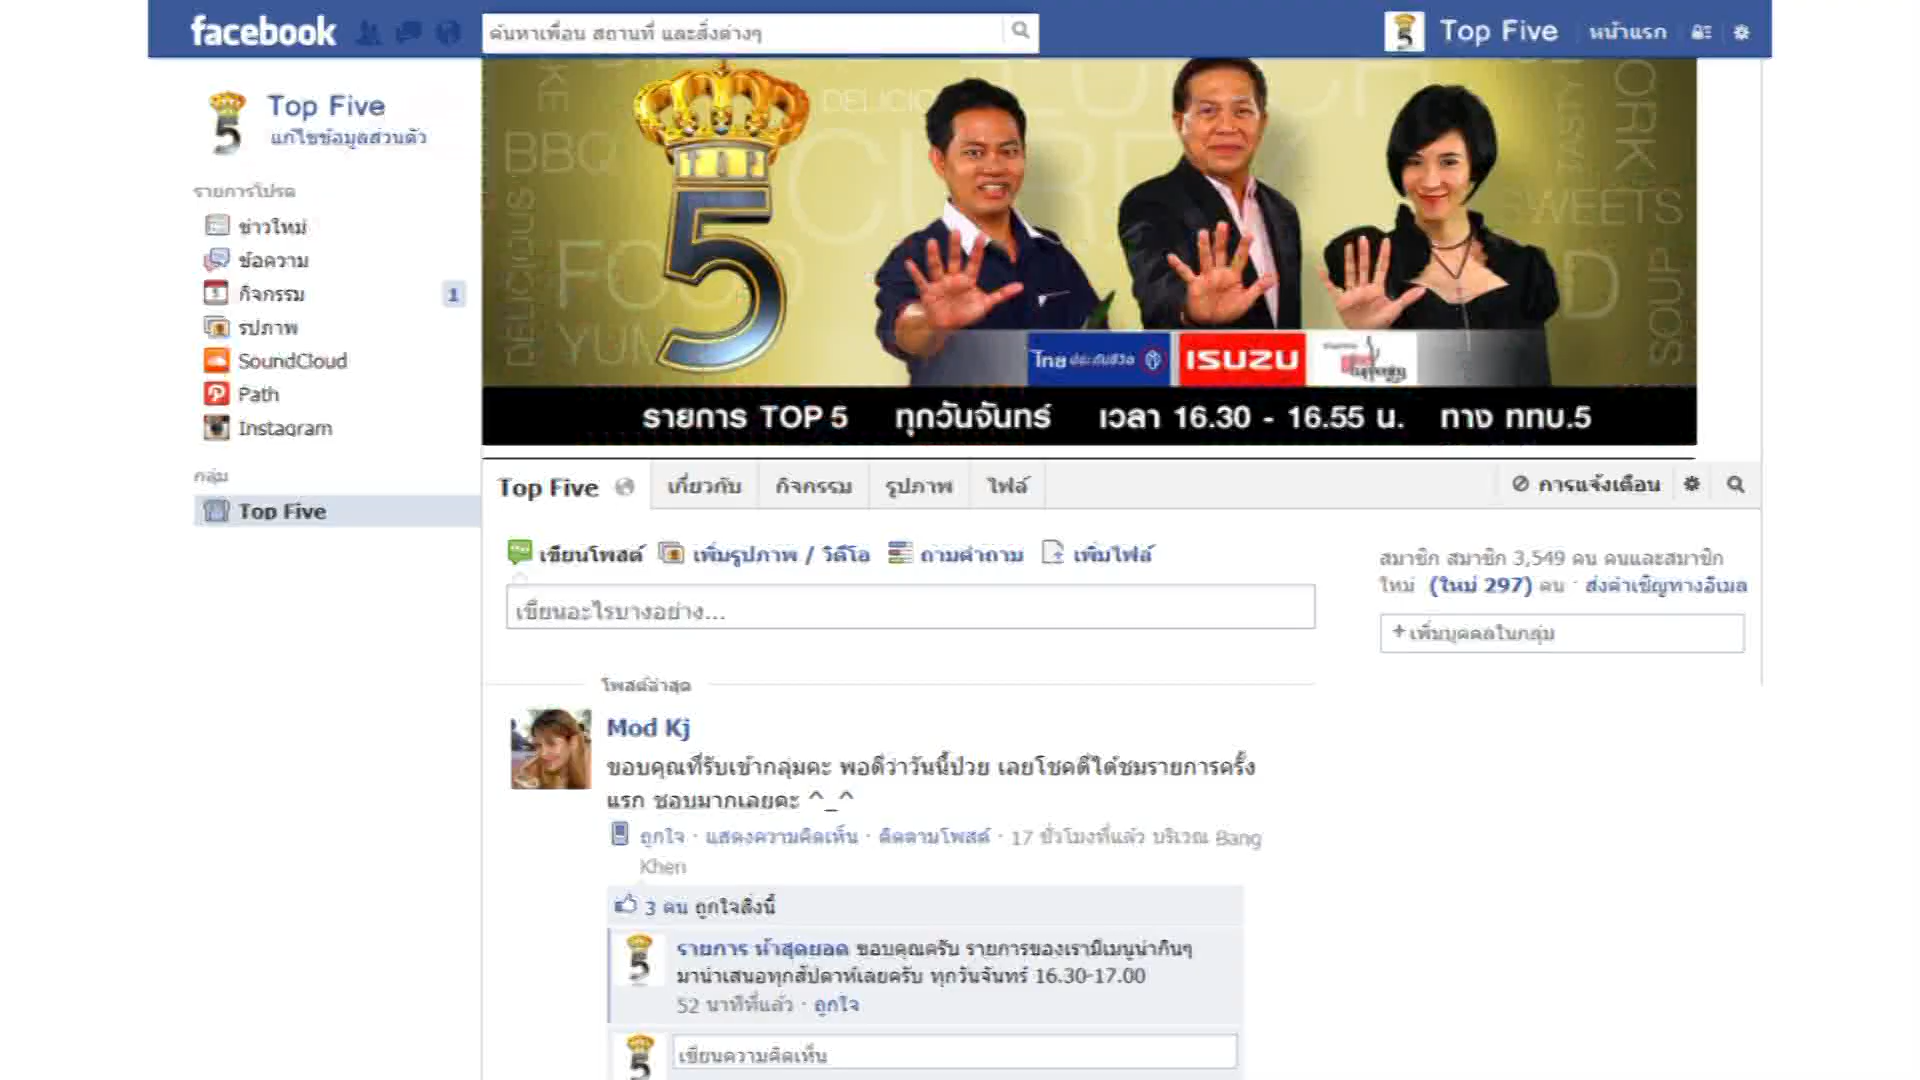 facebook
ค้นหาเพื่อน สถานที่ และสิ่งต่างๆ
Top Five
หน้าแรก
Top Five
แก้ไขข้อมูลส่วนตัว
รายการโปรด
ข่าวใหม่
ข้อความ
กิจกรรม
1
รูปภาพ
SoundCloud
Path
Instagram
กลุ่ม
Top Five
TOP
5
BBQ
DELICIO
FOOD
YUM
SWEETS
TASTY
SOUP
ไทยประกันชีวิต
ISUZU
รายการ TOP 5 ทุกวันจันทร์ เวลา 16.30 - 16.55 น. ทาง ททบ.5
Top Five
เกี่ยวกับ
กิจกรรม
รูปภาพ
ไฟล์
การแจ้งเตือน
เขียนโพสต์
เพิ่มรูปภาพ / วิดีโอ
ถามคำถาม
เพิ่มไฟล์
เขียนอะไรบางอย่าง...
สมาชิก สมาชิก 3,549 คน คนและสมาชิก
ใหม่ (ใหม่ 297) คน · ส่งคำเชิญทางอีเมล
+ เพิ่มบุคคลในกลุ่ม
โพสต์ล่าสุด
Mod Kj
ขอบคุณที่รับเข้ากลุ่มคะ พอดีว่าวันนี้ป่วย เลยโชคดีได้ชมรายการครั้ง
แรก ชอบมากเลยคะ ^_^
ถูกใจ · แสดงความคิดเห็น · ติดตามโพสต์ · 17 ชั่วโมงที่แล้ว บริเวณ Bang
Khen
3 คน ถูกใจสิ่งนี้
รายการ ห้าสุดยอด ขอบคุณครับ รายการของเรามีเมนูน่ากินๆ
มานำเสนอทุกสัปดาห์เลยครับ ทุกวันจันทร์ 16.30-17.00
52 นาทีที่แล้ว · ถูกใจ
เขียนความคิดเห็น